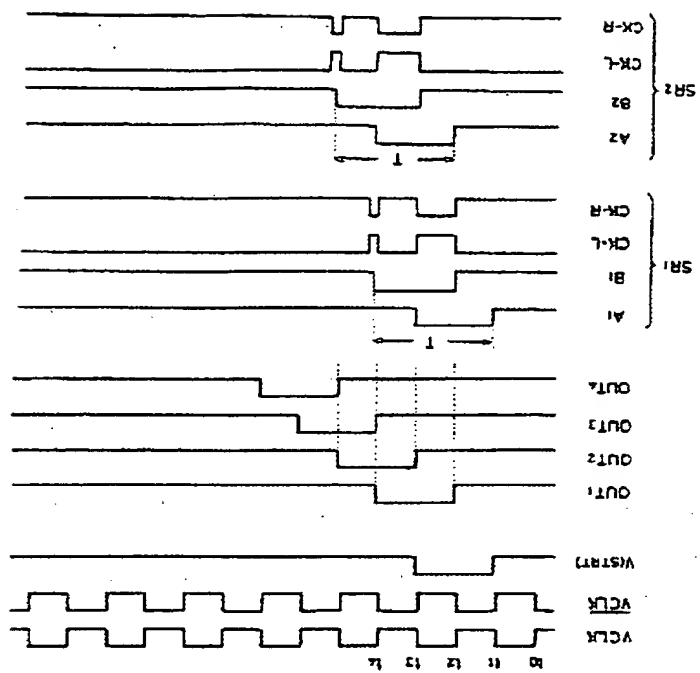 t0 t1 t2 t3 t4
VCLK
VCLK
V(STRT)
OUT1
OUT2
OUT3
OUT4
T
SR1
A1
B1
CK-L
CK-R
T
SR2
A2
B2
CK-L
CK-R